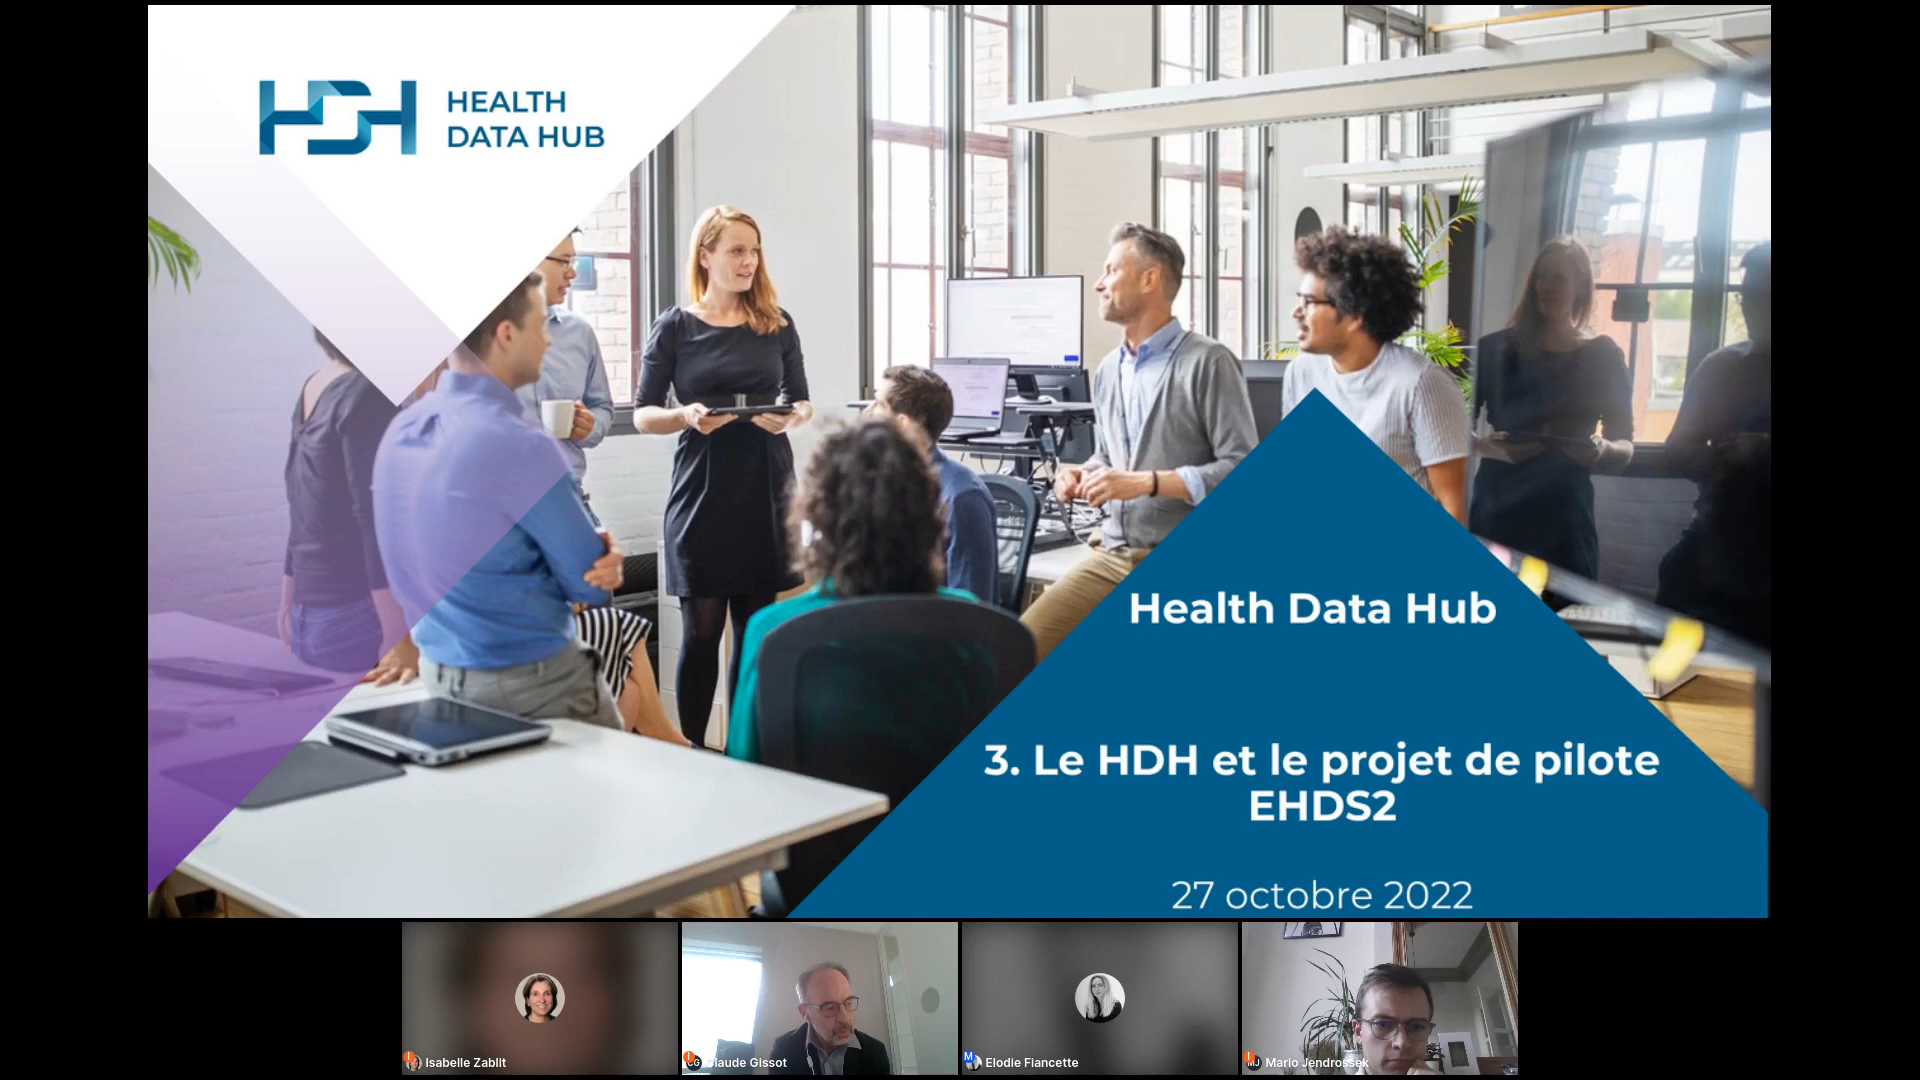 HEALTH
DATA HUB
Health Data Hub
3. Le HDH et le projet de pilote
EHDS2
27 octobre 2022
Isabelle Zablit
Claude Gissot
Elodie Fiancette
Mario Jendrossek